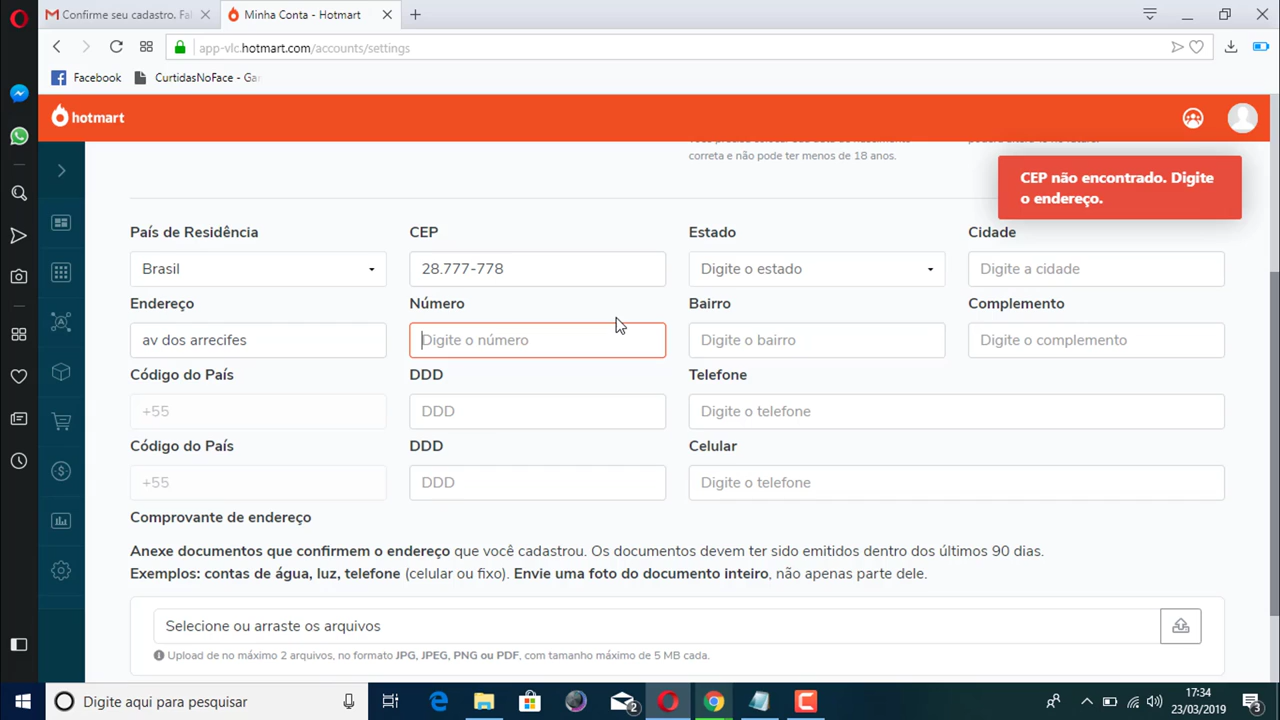 Confirme seu cadastro. Fal
Minha Conta - Hotmart
app-vlc.hotmart.com/accounts/settings
Facebook
CurtidasNoFace - Ga
hotmart
correta e não pode ter menos de 18 anos.
CEP não encontrado. Digite
o endereço.
País de Residência
CEP
Estado
Cidade
Brasil
28.777-778
Digite o estado
Digite a cidade
Endereço
Número
Bairro
Complemento
av dos arrecifes
Digite o número
Digite o bairro
Digite o complemento
Código do País
DDD
Telefone
+55
DDD
Digite o telefone
Código do País
DDD
Celular
+55
DDD
Digite o telefone
Comprovante de endereço
Anexe documentos que confirmem o endereço que você cadastrou. Os documentos devem ter sido emitidos dentro dos últimos 90 dias.
Exemplos: contas de água, luz, telefone (celular ou fixo). Envie uma foto do documento inteiro, não apenas parte dele.
Selecione ou arraste os arquivos
Upload de no máximo 2 arquivos, no formato JPG, JPEG, PNG ou PDF, com tamanho máximo de 5 MB cada.
Digite aqui para pesquisar
2
17:34
23/03/2019
3